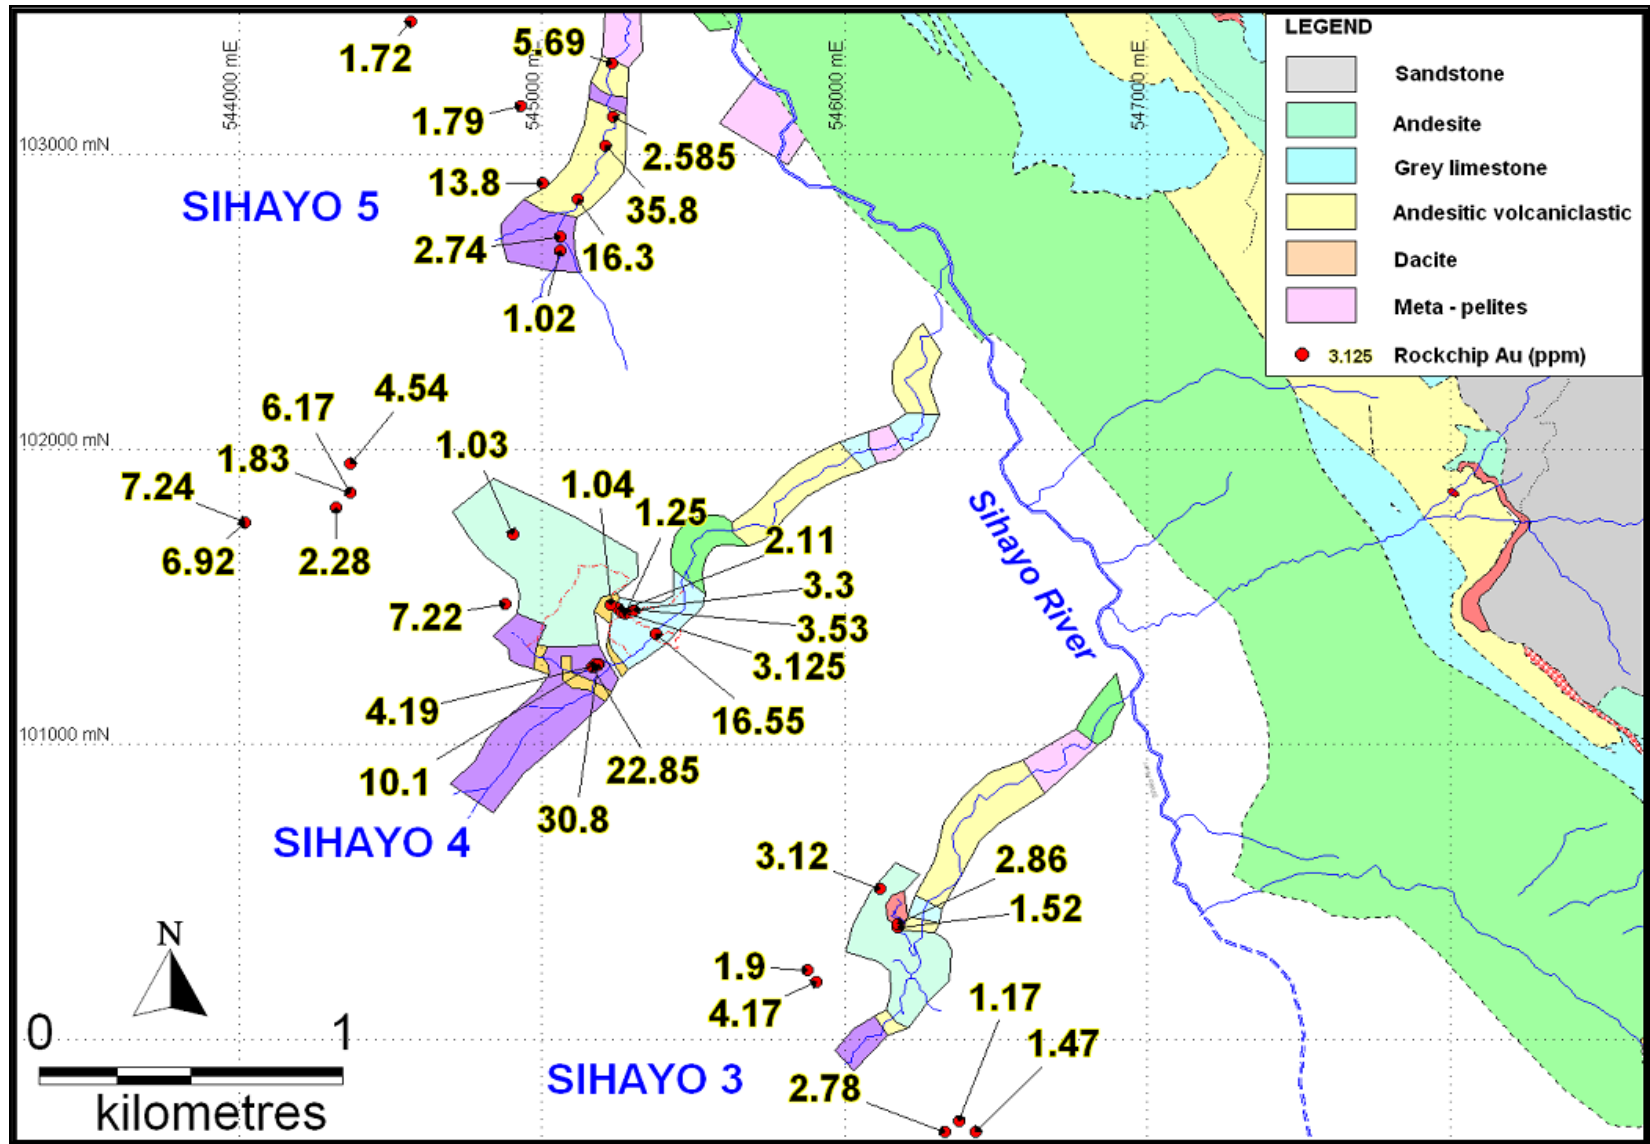 LEGEND
Sandstone
Andesite
Grey limestone
Andesitic volcaniclastic
Dacite
Meta - pelites
3.125 Rockchip Au (ppm)
544000 mE
545000 mE
546000 mE
547000 mE
103000 mN
102000 mN
101000 mN
1.72
5.69
1.79
2.585
13.8
35.8
SIHAYO 5
2.74
16.3
1.02
4.54
6.17
1.83
7.24
6.92
2.28
1.03
1.04
1.25
2.11
3.3
7.22
3.53
3.125
4.19
16.55
10.1
22.85
30.8
SIHAYO 4
Sihayo River
3.12
2.86
1.52
1.9
4.17
1.17
1.47
SIHAYO 3
2.78
N
0 1
kilometres